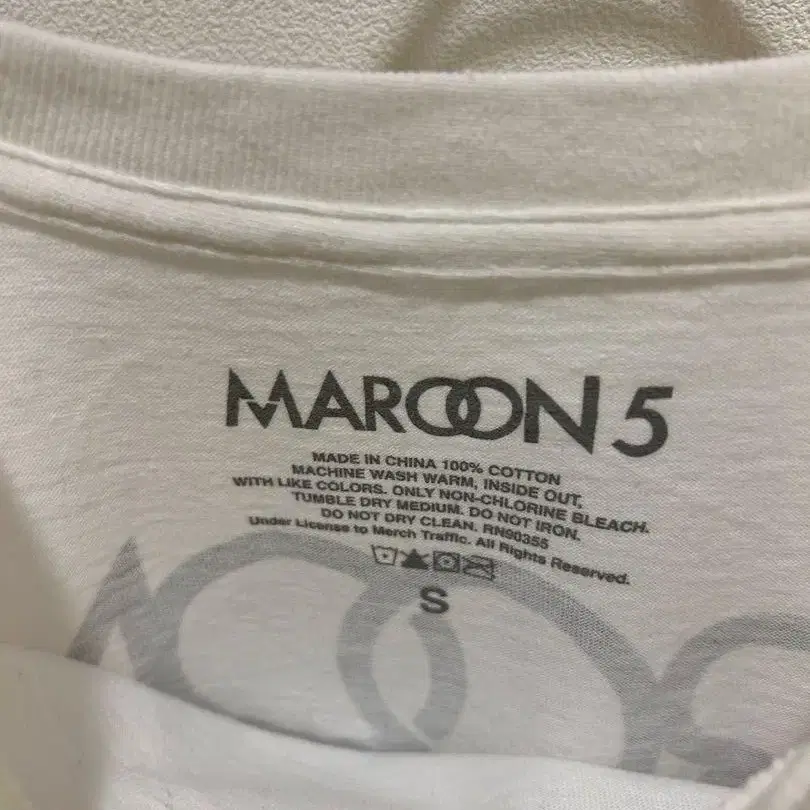 MAROON 5
MADE IN CHINA 100% COTTON
MACHINE WASH WARM, INSIDE OUT,
WITH LIKE COLORS. ONLY NON-CHLORINE BLEACH.
TUMBLE DRY MEDIUM. DO NOT IRON.
DO NOT DRY CLEAN. RN90355
Under License to Merch Traffic. All Rights Reserved.
S